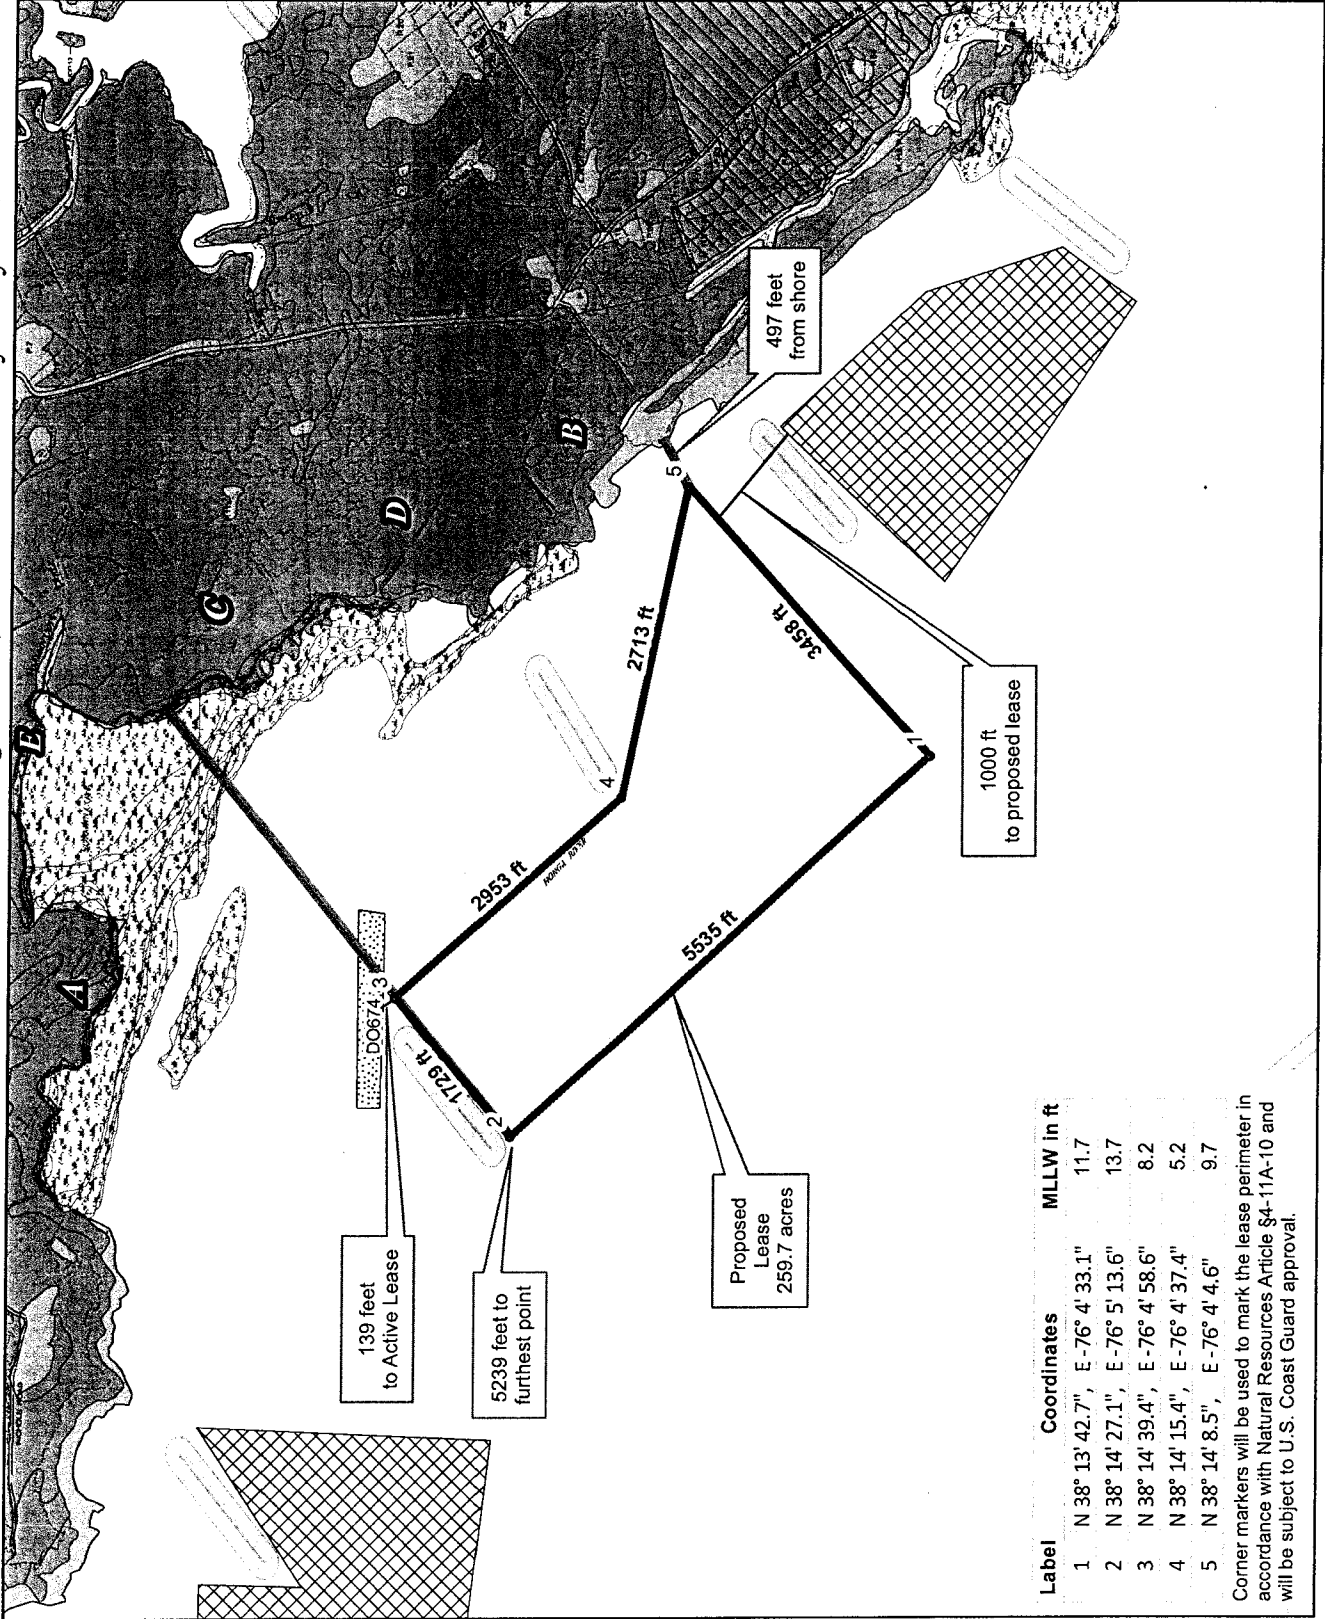 A
B
C
D
E
DO674
3
1729 ft
2
2953 ft
HONGA RIVER
4
2713 ft
5
3458 ft
5535 ft
497 feet
from shore
1000 ft
to proposed lease
139 feet
to Active Lease
5239 feet to
furthest point
Proposed
Lease
259.7 acres
Label Coordinates MLLW in ft
1 N 38° 13' 42.7", E -76° 4' 33.1" 11.7
2 N 38° 14' 27.1", E -76° 5' 13.6" 13.7
3 N 38° 14' 39.4", E -76° 4' 58.6" 8.2
4 N 38° 14' 15.4", E -76° 4' 37.4" 5.2
5 N 38° 14' 8.5", E -76° 4' 4.6" 9.7
Corner markers will be used to mark the lease perimeter in
accordance with Natural Resources Article §4-11A-10 and
will be subject to U.S. Coast Guard approval.